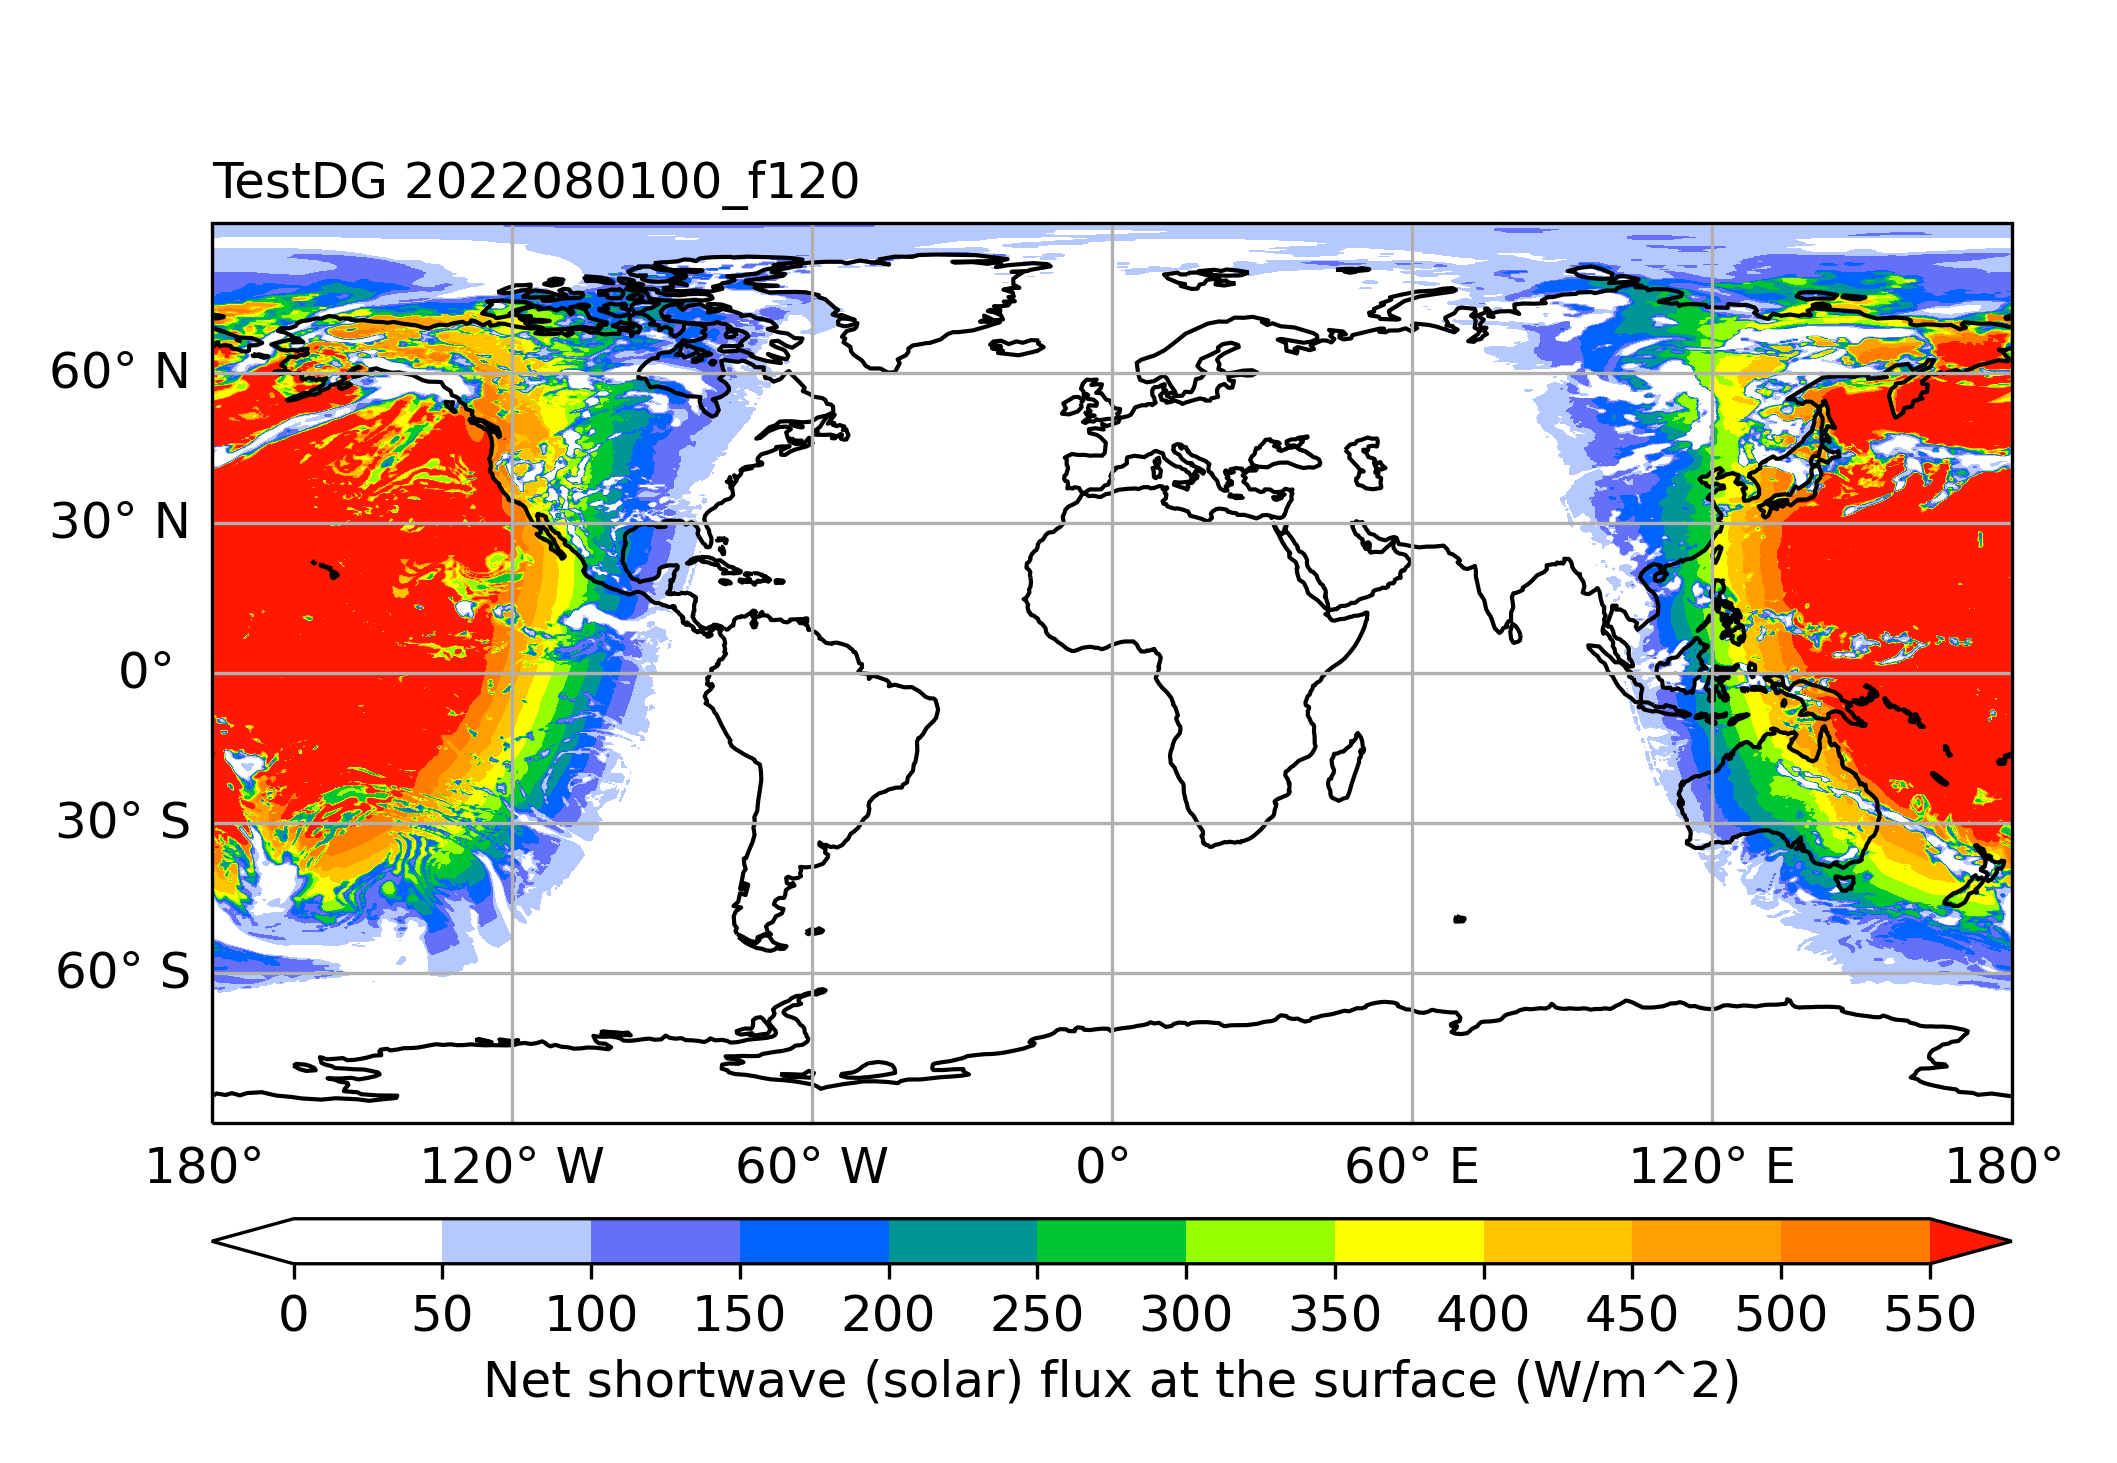 TestDG 2022080100_f120
60° N
30° N
0°
30° S
60° S
180° 120° W 60° W 0° 60° E 120° E 180°
0 50 100 150 200 250 300 350 400 450 500 550
Net shortwave (solar) flux at the surface (W/m^2)